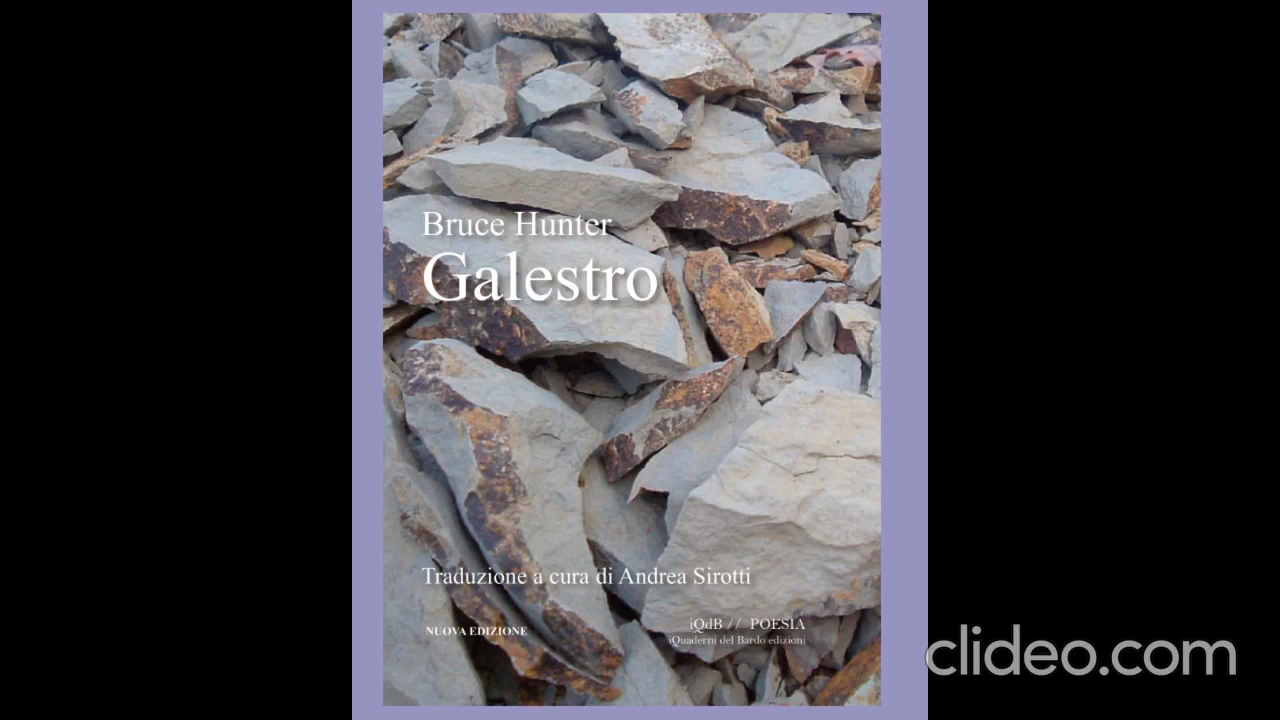 Bruce Hunter
Galestro
Traduzione a cura di Andrea Sirotti
NUOVA EDIZIONE
iQdB // POESIA
iQuaderni del Bardo edizioni
clideo.com